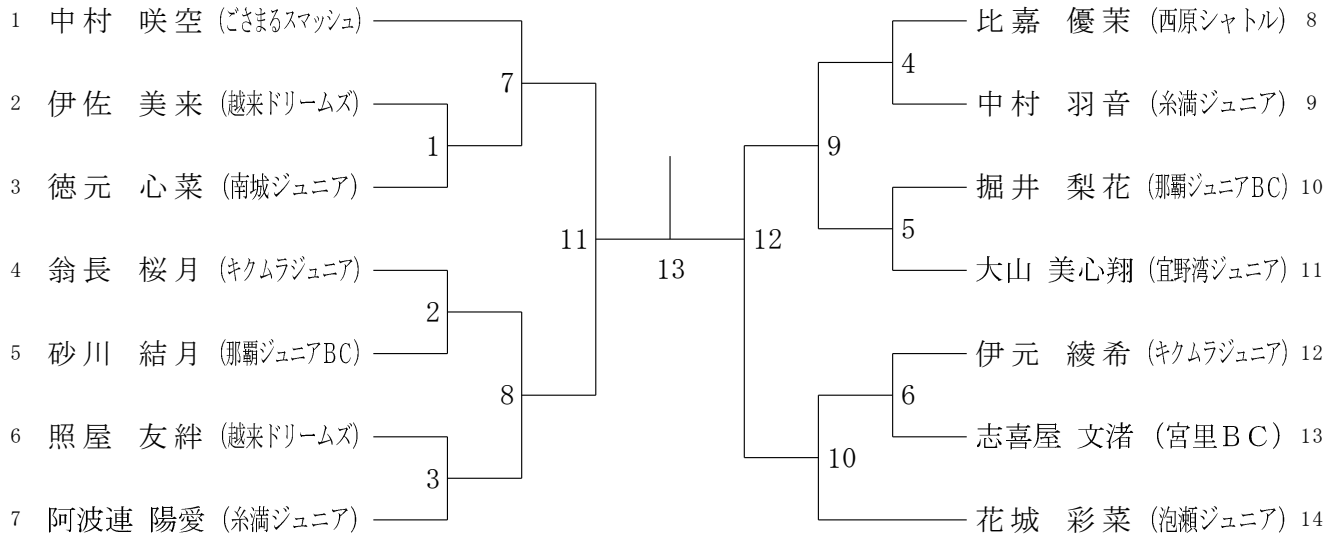 1 中村 咲空 (ごさまるスマッシュ)
2 伊佐 美来 (越来ドリームズ)
3 徳元 心菜 (南城ジュニア)
4 翁長 桜月 (キクムラジュニア)
5 砂川 結月 (那覇ジュニアBC)
6 照屋 友絆 (越来ドリームズ)
7 阿波連 陽愛 (糸満ジュニア)
1
2
3
7
8
11
13
12
9
10
4
5
6
比嘉 優茉 (西原シャトル) 8
中村 羽音 (糸満ジュニア) 9
掘井 梨花 (那覇ジュニアBC) 10
大山 美心翔 (宜野湾ジュニア) 11
伊元 綾希 (キクムラジュニア) 12
志喜屋 文渚 (宮里BC) 13
花城 彩菜 (泡瀬ジュニア) 14